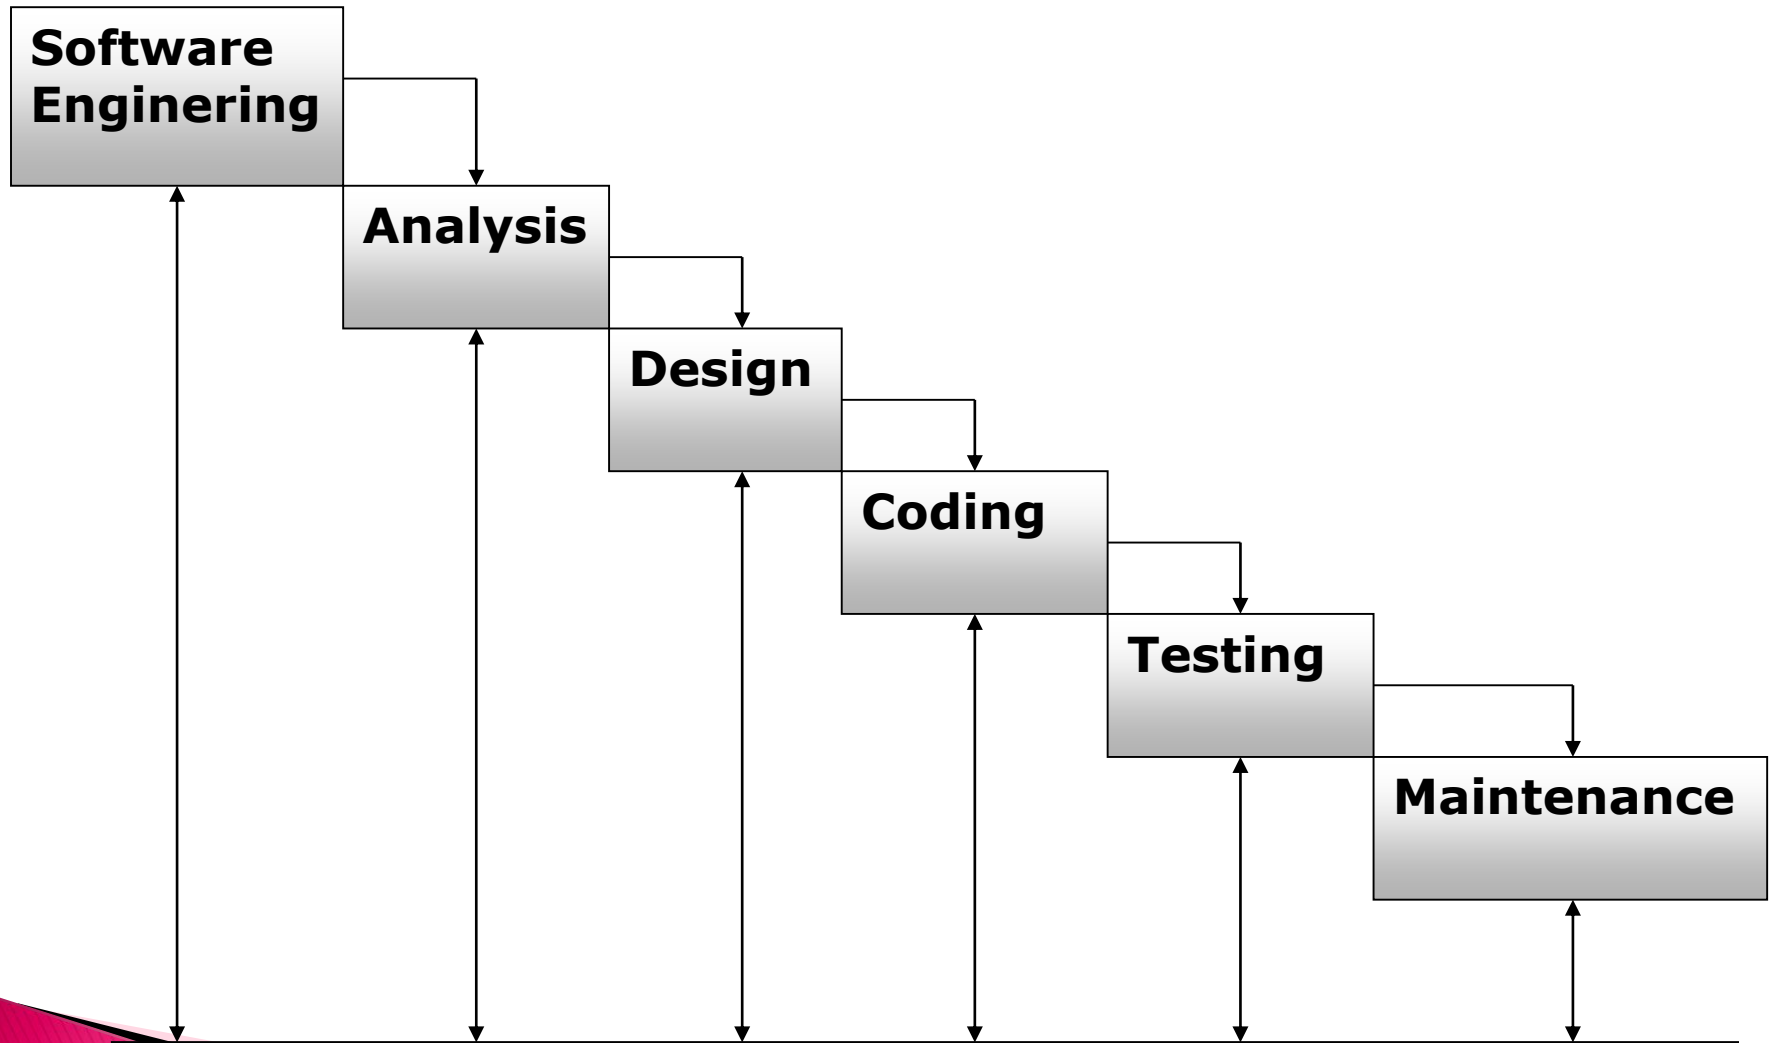 Software
Enginering
Analysis
Design
Coding
Testing
Maintenance